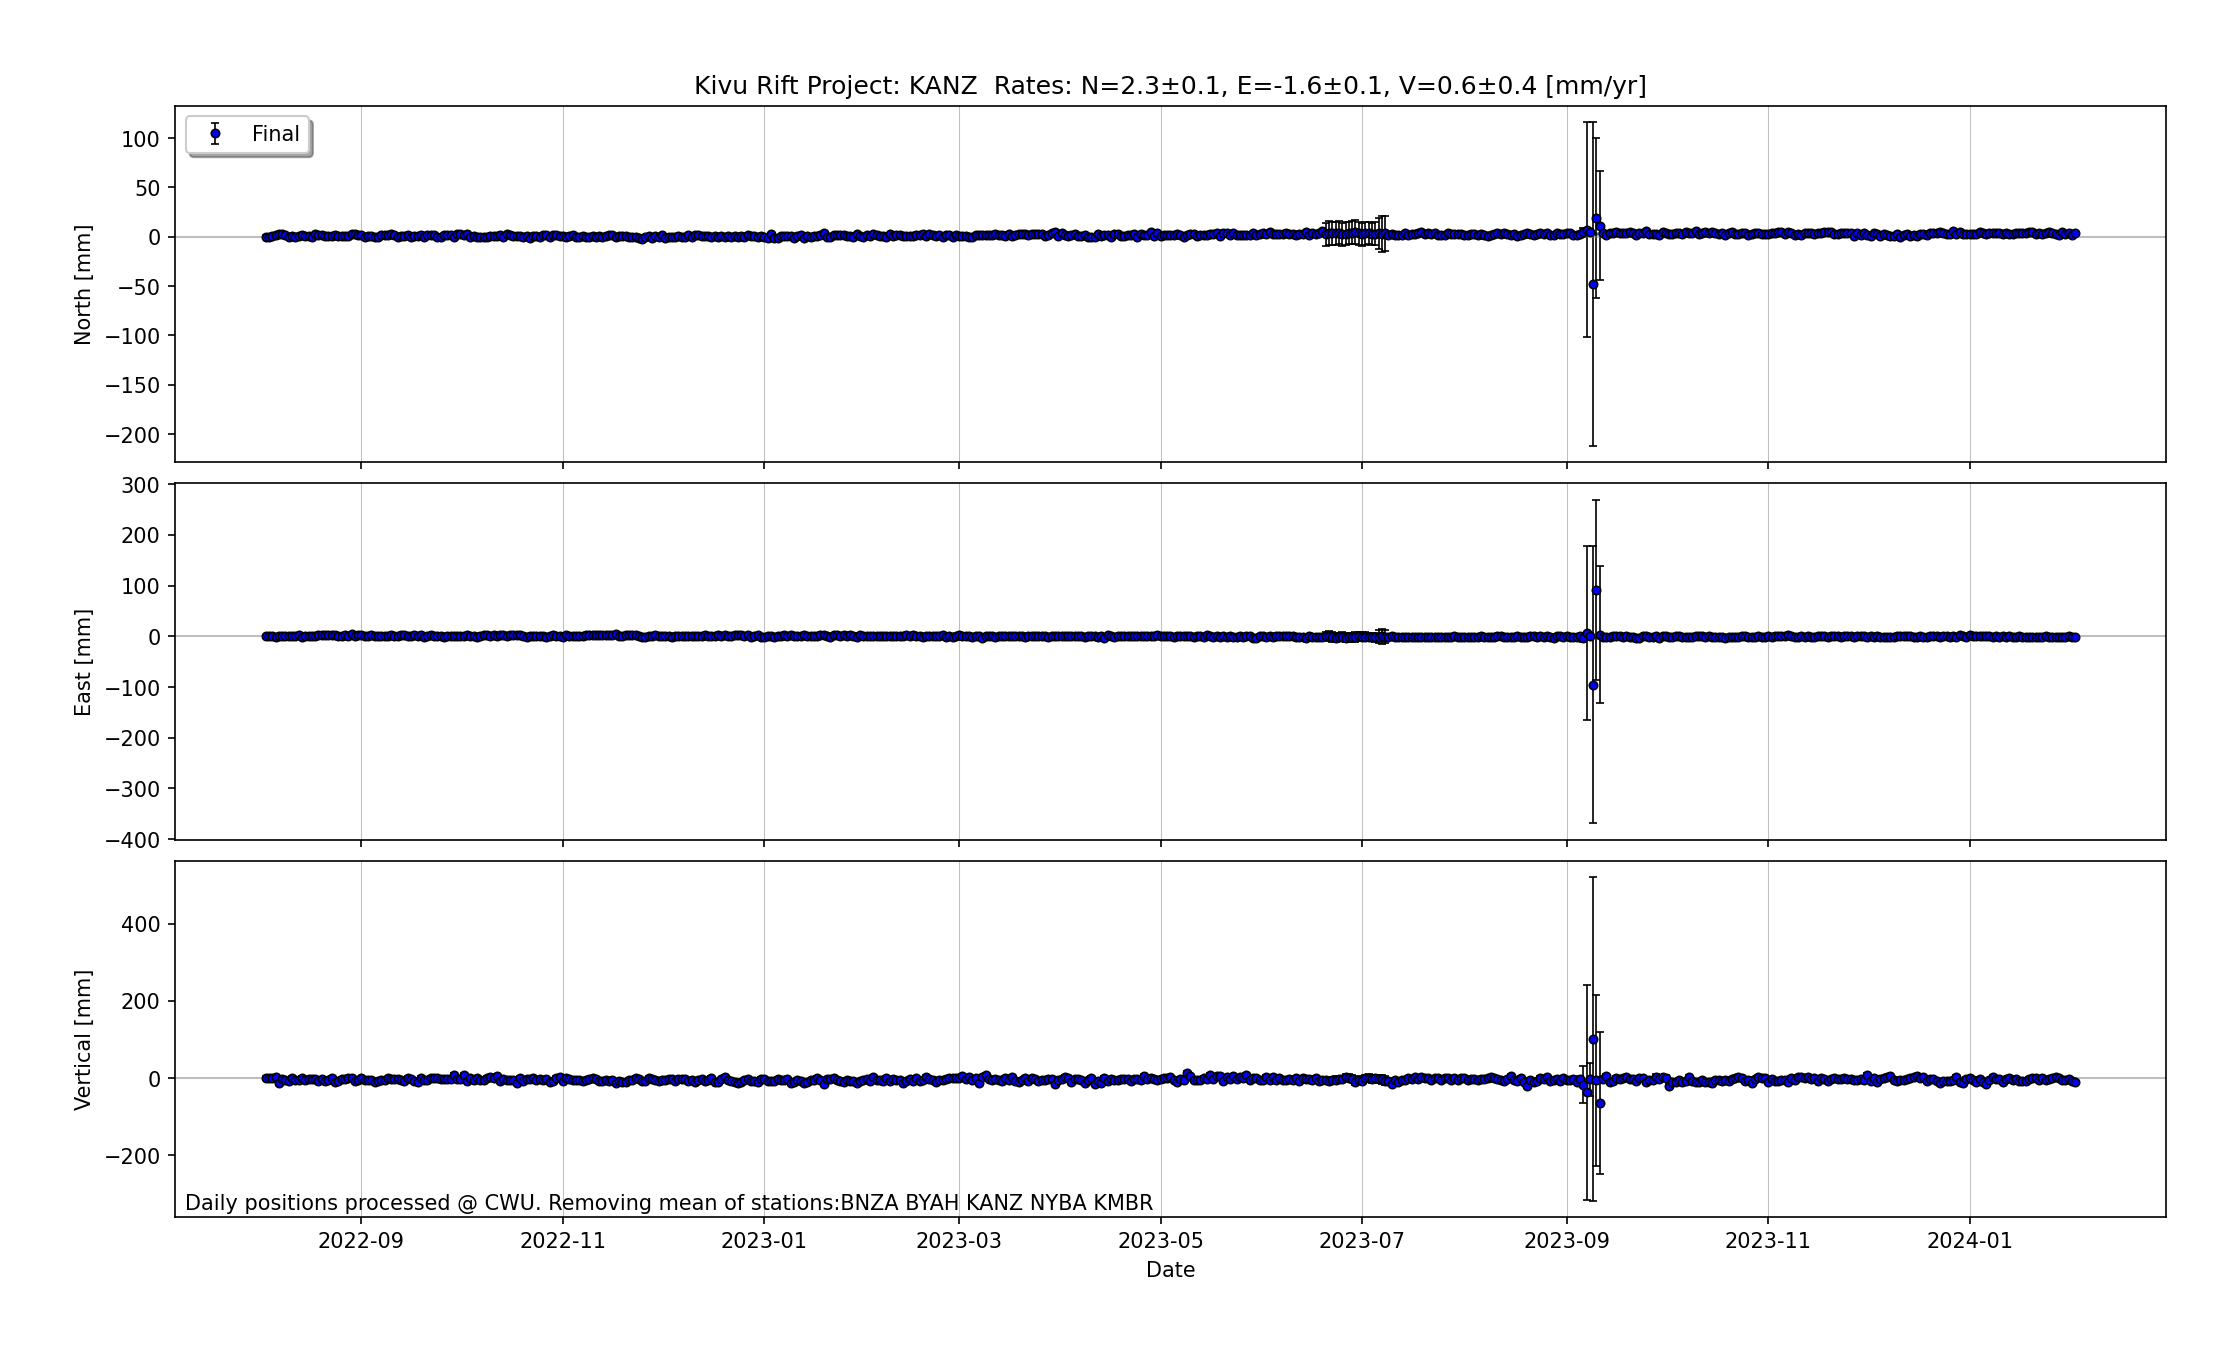 Kivu Rift Project: KANZ  Rates: N=2.3±0.1, E=-1.6±0.1, V=0.6±0.4 [mm/yr]
Final
North [mm]
100
50
0
−50
−100
−150
−200
East [mm]
300
200
100
0
−100
−200
−300
−400
Vertical [mm]
400
200
0
−200
Daily positions processed @ CWU. Removing mean of stations:BNZA BYAH KANZ NYBA KMBR
2022-09 2022-11 2023-01 2023-03 2023-05 2023-07 2023-09 2023-11 2024-01
Date